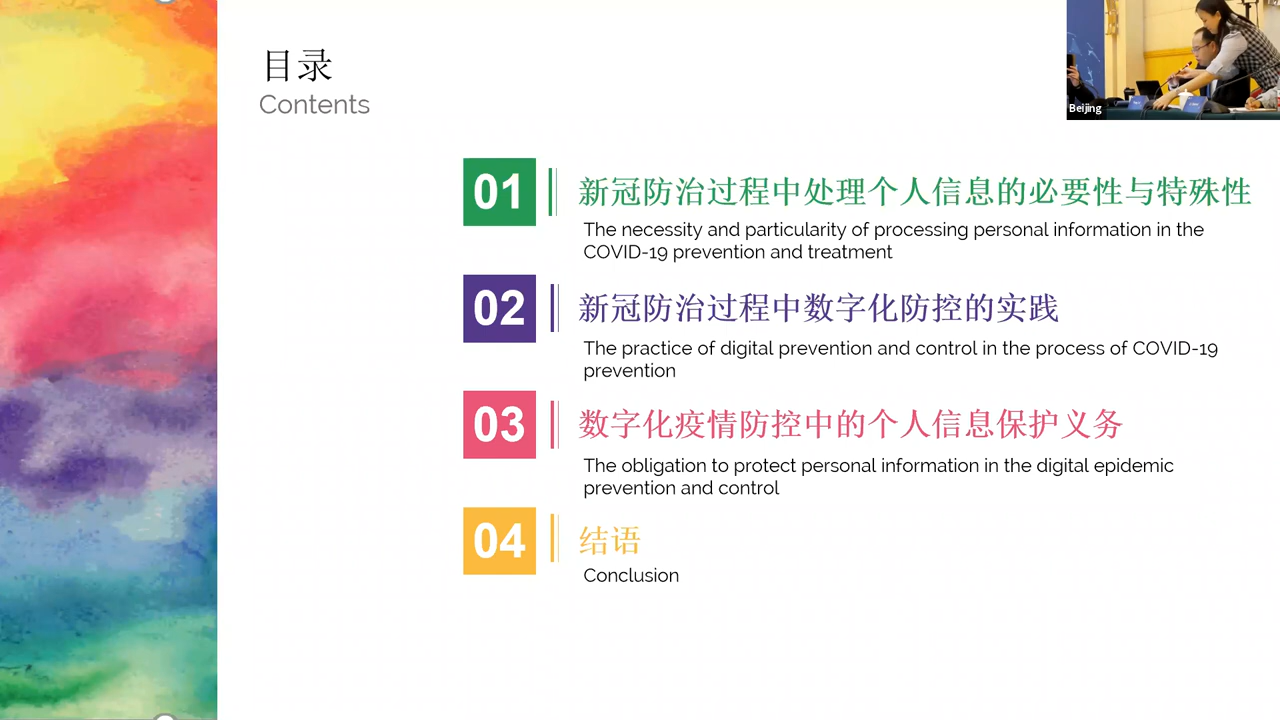 目录
Contents
Beijing
01
新冠防治过程中处理个人信息的必要性与特殊性
The necessity and particularity of processing personal information in the
COVID-19 prevention and treatment
02
新冠防治过程中数字化防控的实践
The practice of digital prevention and control in the process of COVID-19
prevention
03
数字化疫情防控中的个人信息保护义务
The obligation to protect personal information in the digital epidemic
prevention and control
04
结语
Conclusion